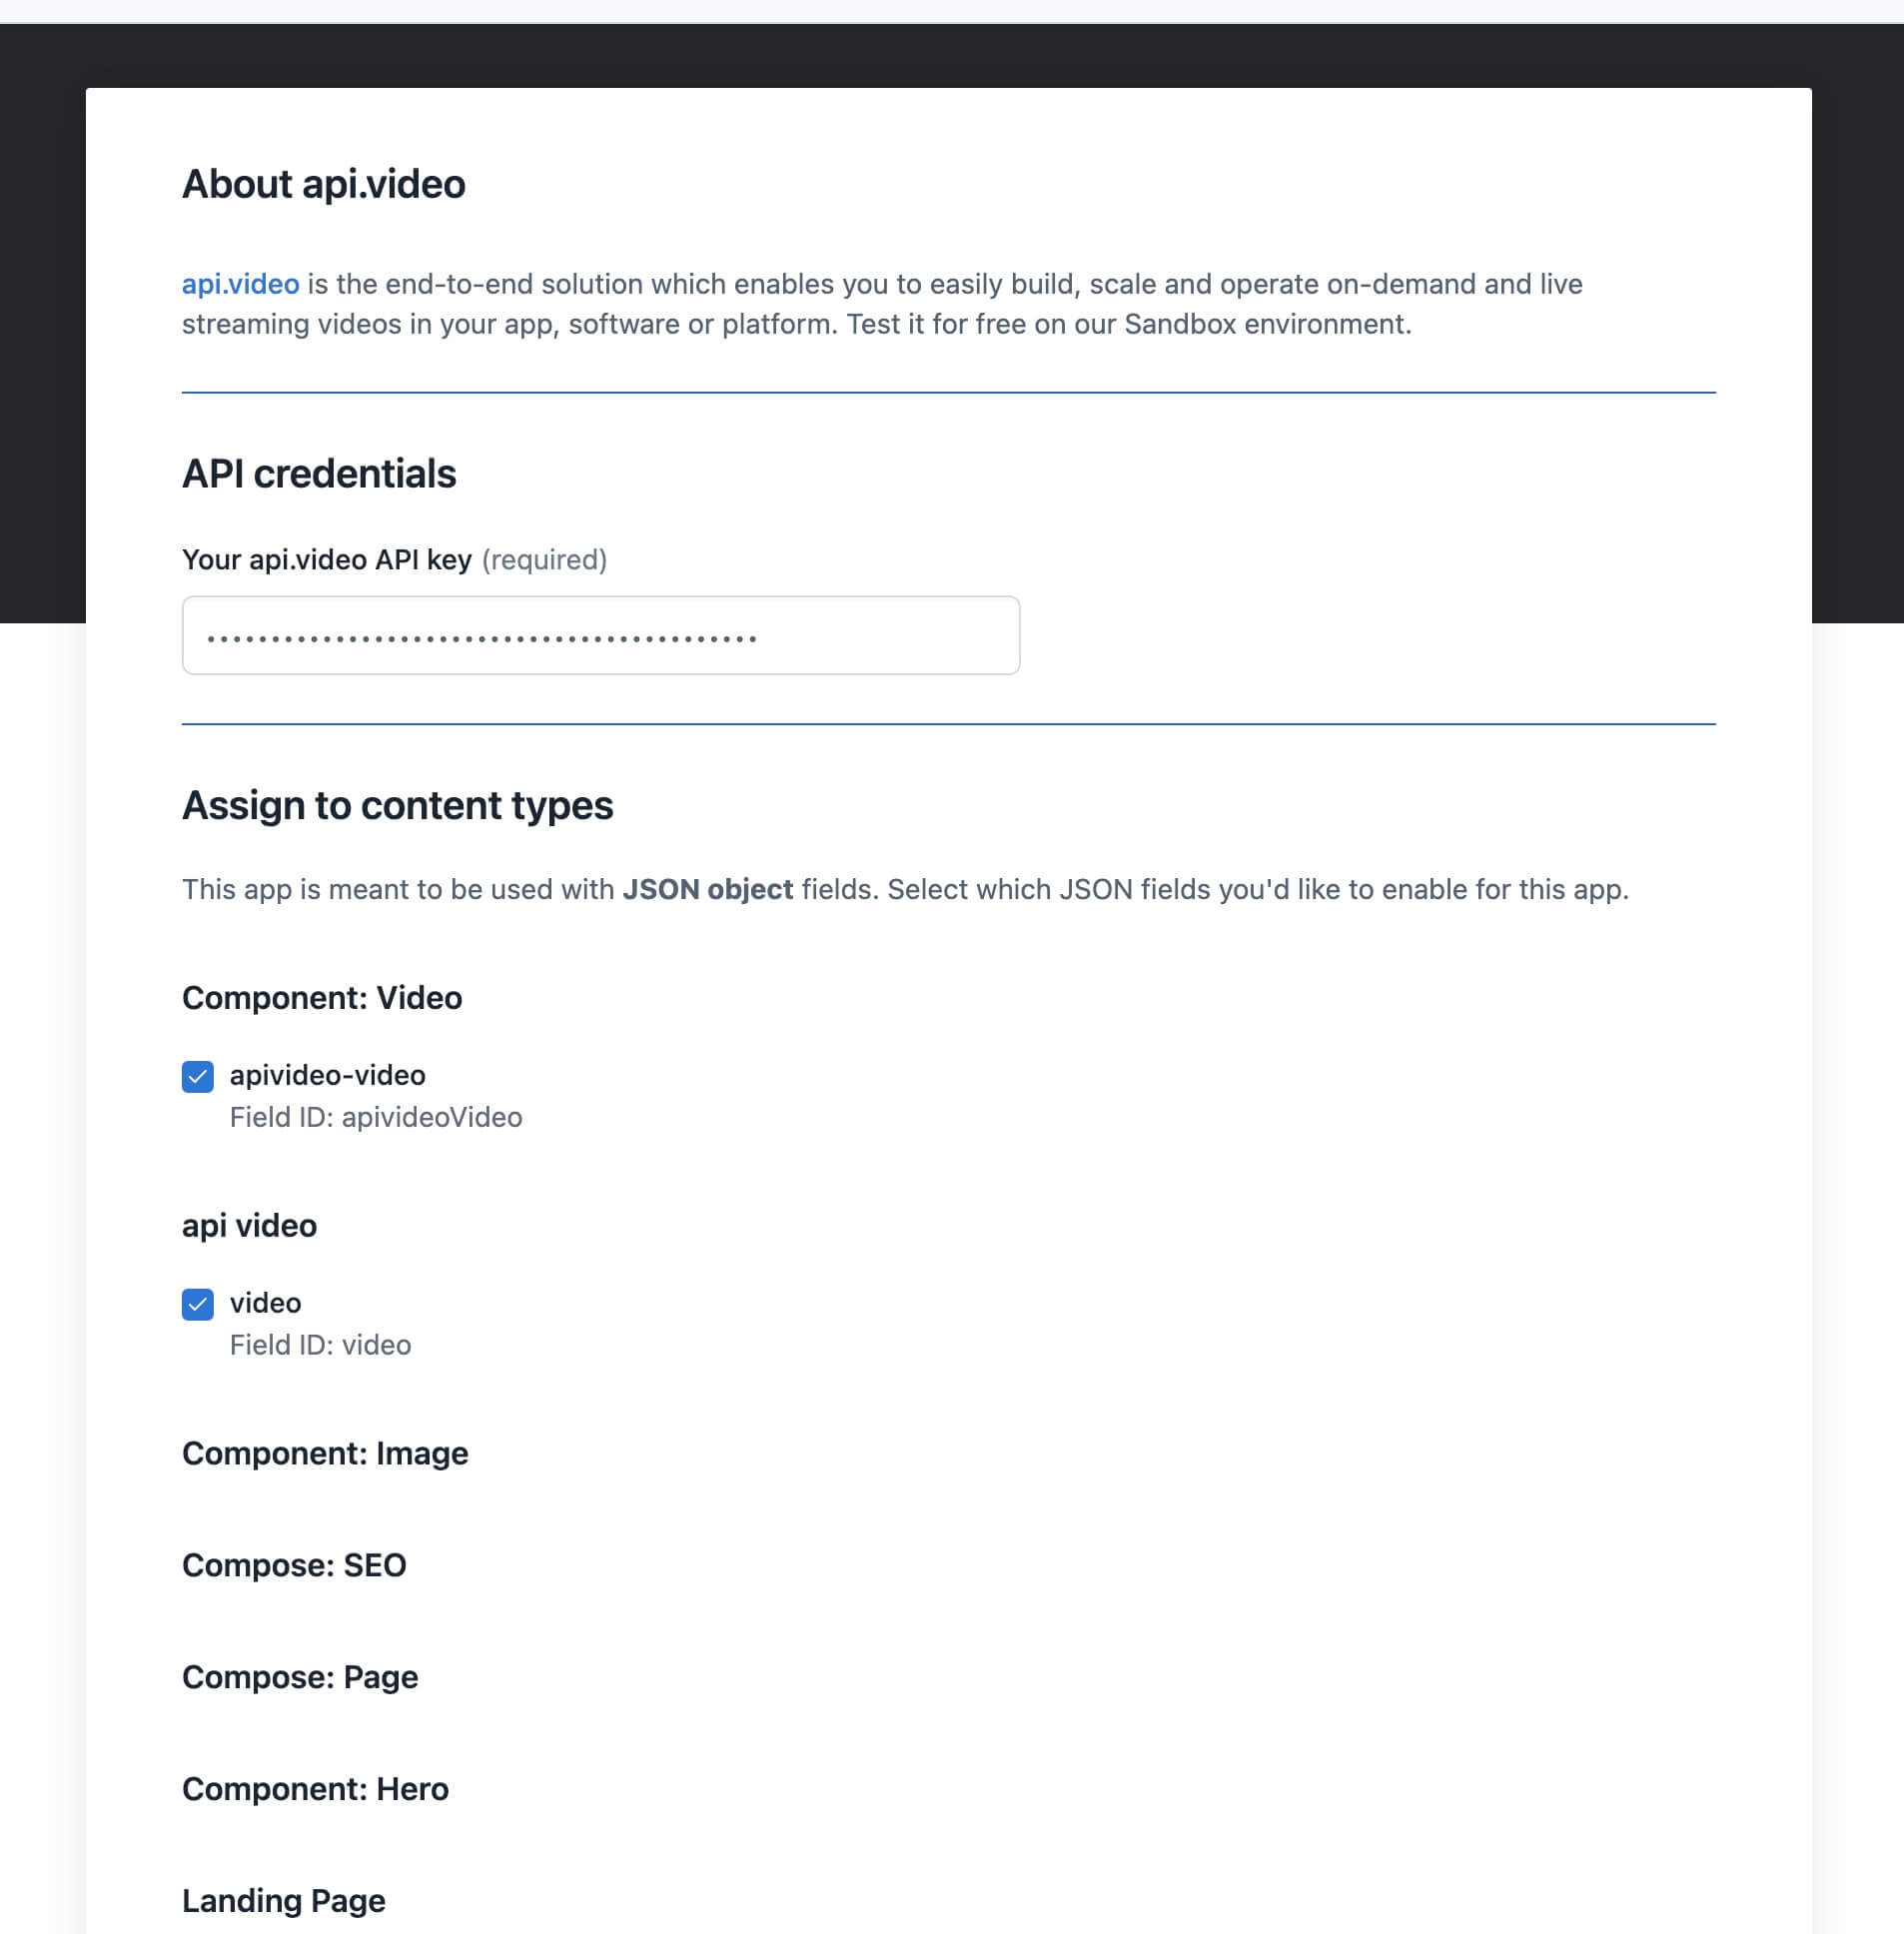 About api.video
api.video is the end-to-end solution which enables you to easily build, scale and operate on-demand and live
streaming videos in your app, software or platform. Test it for free on our Sandbox environment.
API credentials
Your api.video API key (required)
Assign to content types
This app is meant to be used with JSON object fields. Select which JSON fields you'd like to enable for this app.
Component: Video
apivideo-video
Field ID: apivideoVideo
api video
video
Field ID: video
Component: Image
Compose: SEO
Compose: Page
Component: Hero
Landing Page